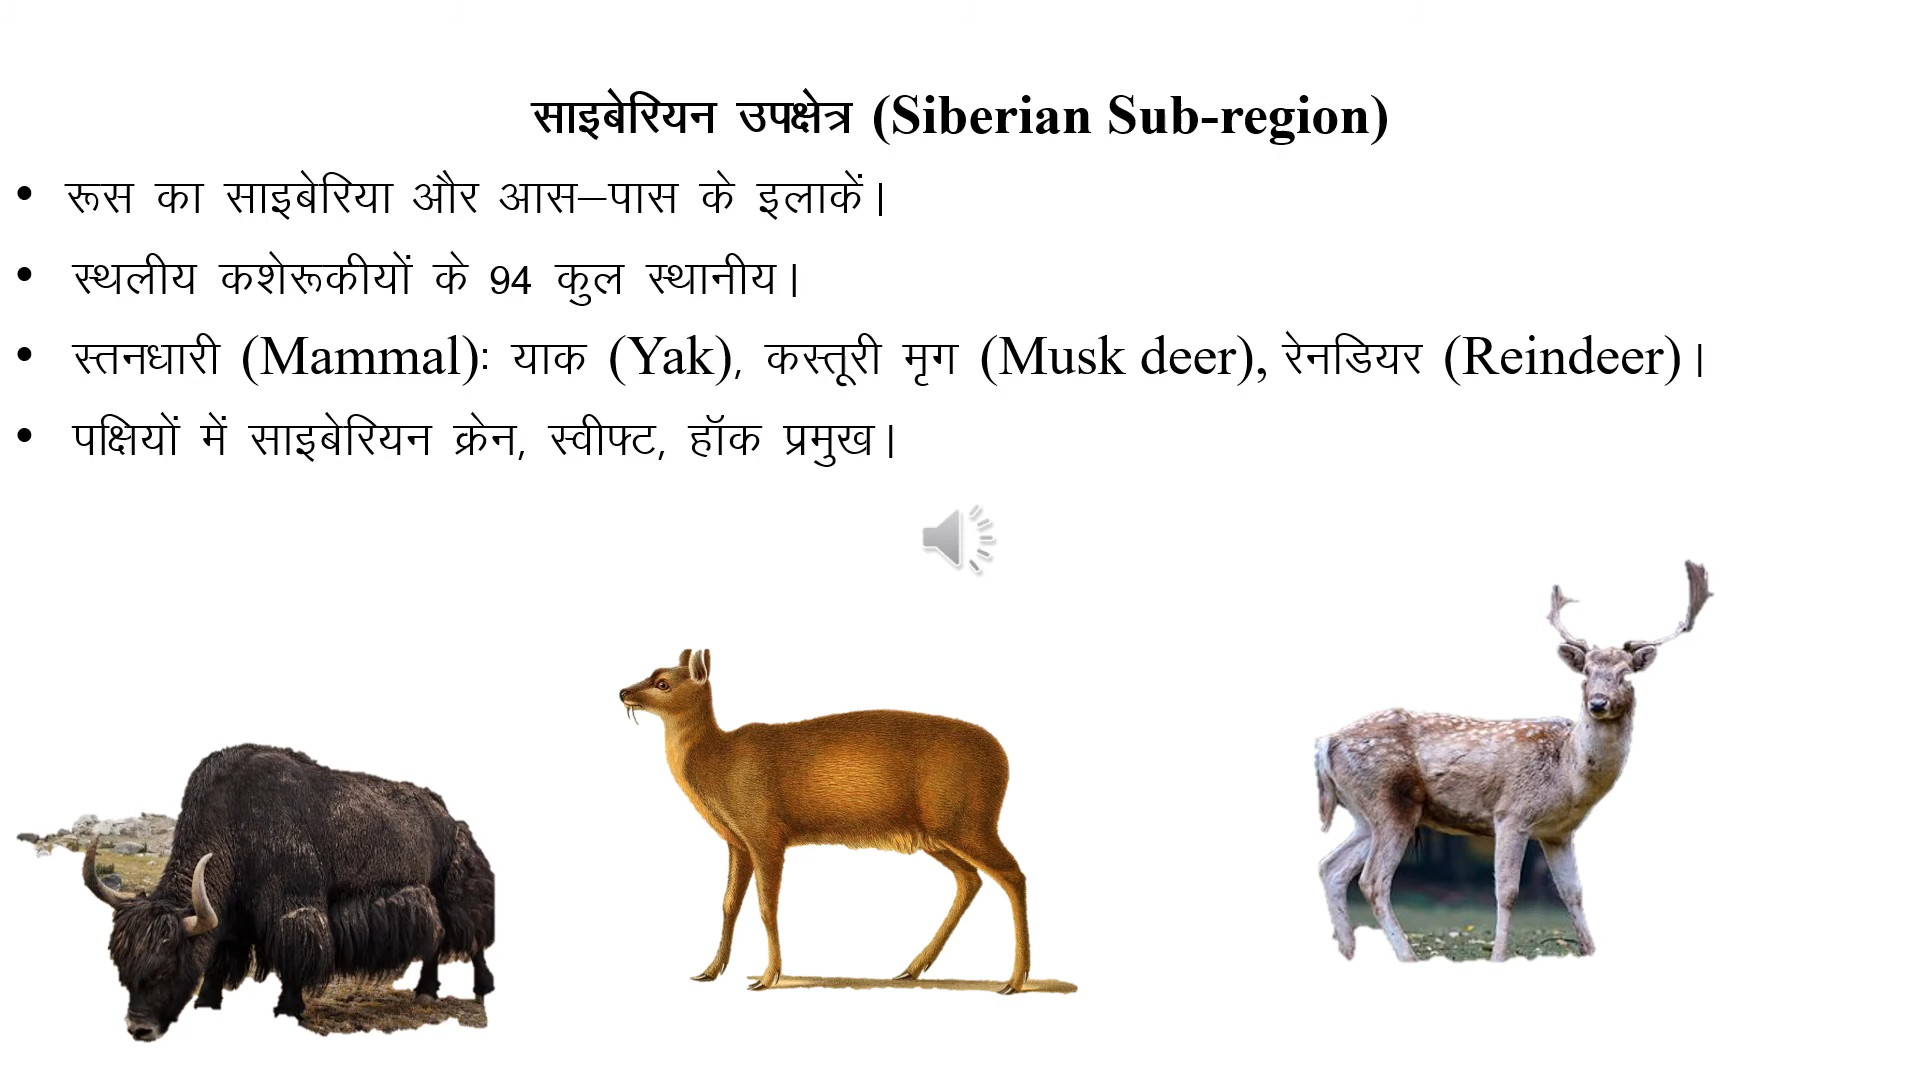 साइबेरियन उपक्षेत्र (Siberian Sub-region)
• रूस का साइबेरिया और आस–पास के इलाकें।
• स्थलीय कशेरूकीयों के 94 कुल स्थानीय।
• स्तनधारी (Mammal): याक (Yak), कस्तूरी मृग (Musk deer), रेनडियर (Reindeer)।
• पक्षियों में साइबेरियन क्रेन, स्वीफ्ट, हॉक प्रमुख।